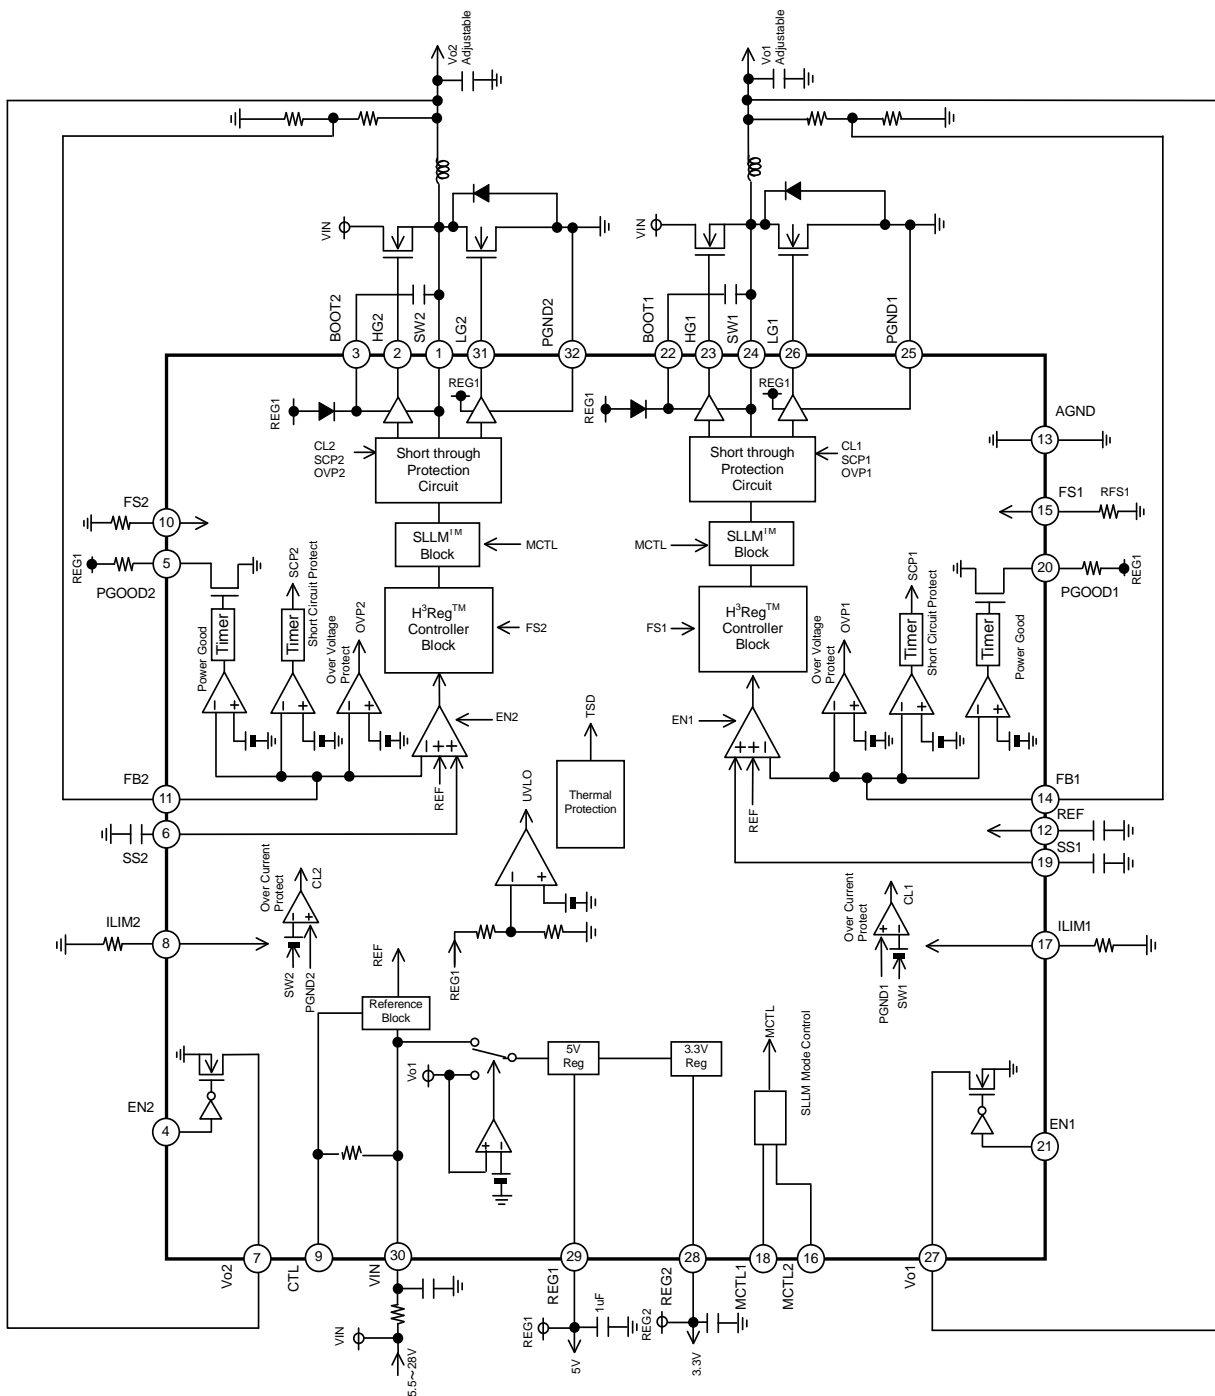 Vo2
Adjustable
Vo1
Adjustable
VIN
VIN
BOOT2
HG2
SW2
LG2
PGND2
BOOT1
HG1
SW1
LG1
PGND1
3
2
1
31
32
22
23
24
26
25
REG1
REG1
REG1
REG1
AGND
13
CL2
SCP2
OVP2
Short through
Protection
Circuit
Short through
Protection
Circuit
CL1
SCP1
OVP1
FS2
10
FS1
15
RFS1
SLLM™
Block
MCTL
MCTL
SLLM™
Block
REG1
5
PGOOD2
20
REG1
PGOOD1
SCP2
Short Circuit Protect
Power Good
Timer
Timer
Over Voltage
Protect
OVP2
H³Reg™
Controller
Block
FS2
FS1
H³Reg™
Controller
Block
Over Voltage
Protect
OVP1
SCP1
Timer
Short Circuit Protect
Timer
Power Good
− +
− +
− +
− + +
EN2
TSD
EN1
+ + −
− +
− +
− +
REF
REF
FB2
11
FB1
14
UVLO
Thermal
Protection
REF
12
SS2
6
SS1
19
− +
Over Current
Protect
CL2
− +
SW2
PGND2
Over Current
Protect
CL1
+ −
PGND1
SW1
ILIM2
8
ILIM1
17
REG1
REF
Reference
Block
Vo1
5V
Reg
3.3V
Reg
MCTL
SLLM Mode Control
EN2
4
EN1
21
+ −
7
9
30
29
28
18
16
27
Vo2
CTL
VIN
REG1
REG2
MCTL1
MCTL2
Vo1
VIN
5.5~28V
REG1
1uF
5V
REG2
3.3V